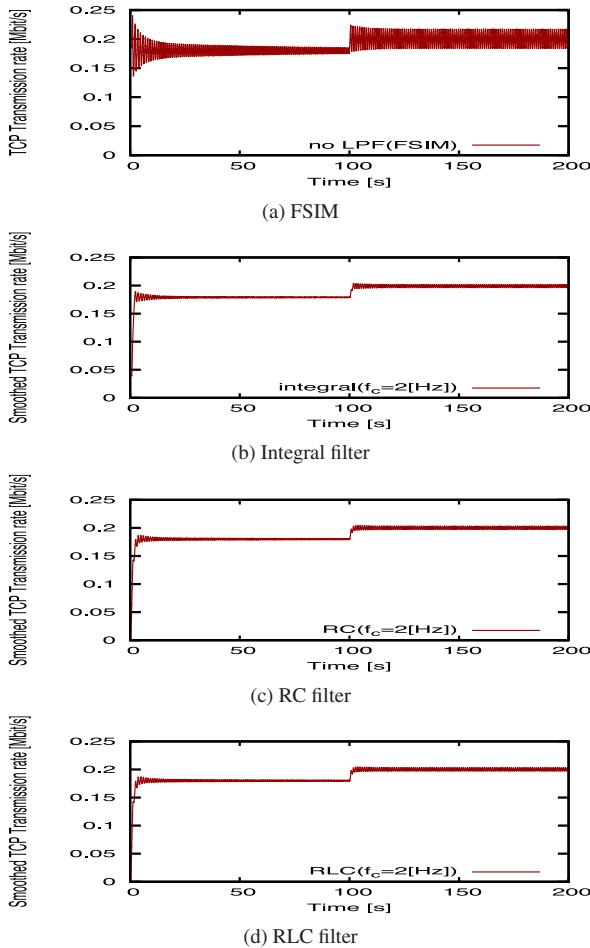 TCP Transmission rate [Mbit/s]
0.25
0.2
0.15
0.1
0.05
0
no LPF(FSIM)
0 50 100 150 200
Time [s]
(a) FSIM
Smoothed TCP Transmission rate [Mbit/s]
0.25
0.2
0.15
0.1
0.05
0
integral(f_c=2[Hz])
0 50 100 150 200
Time [s]
(b) Integral filter
Smoothed TCP Transmission rate [Mbit/s]
0.25
0.2
0.15
0.1
0.05
0
RC(f_c=2[Hz])
0 50 100 150 200
Time [s]
(c) RC filter
Smoothed TCP Transmission rate [Mbit/s]
0.25
0.2
0.15
0.1
0.05
0
RLC(f_c=2[Hz])
0 50 100 150 200
Time [s]
(d) RLC filter